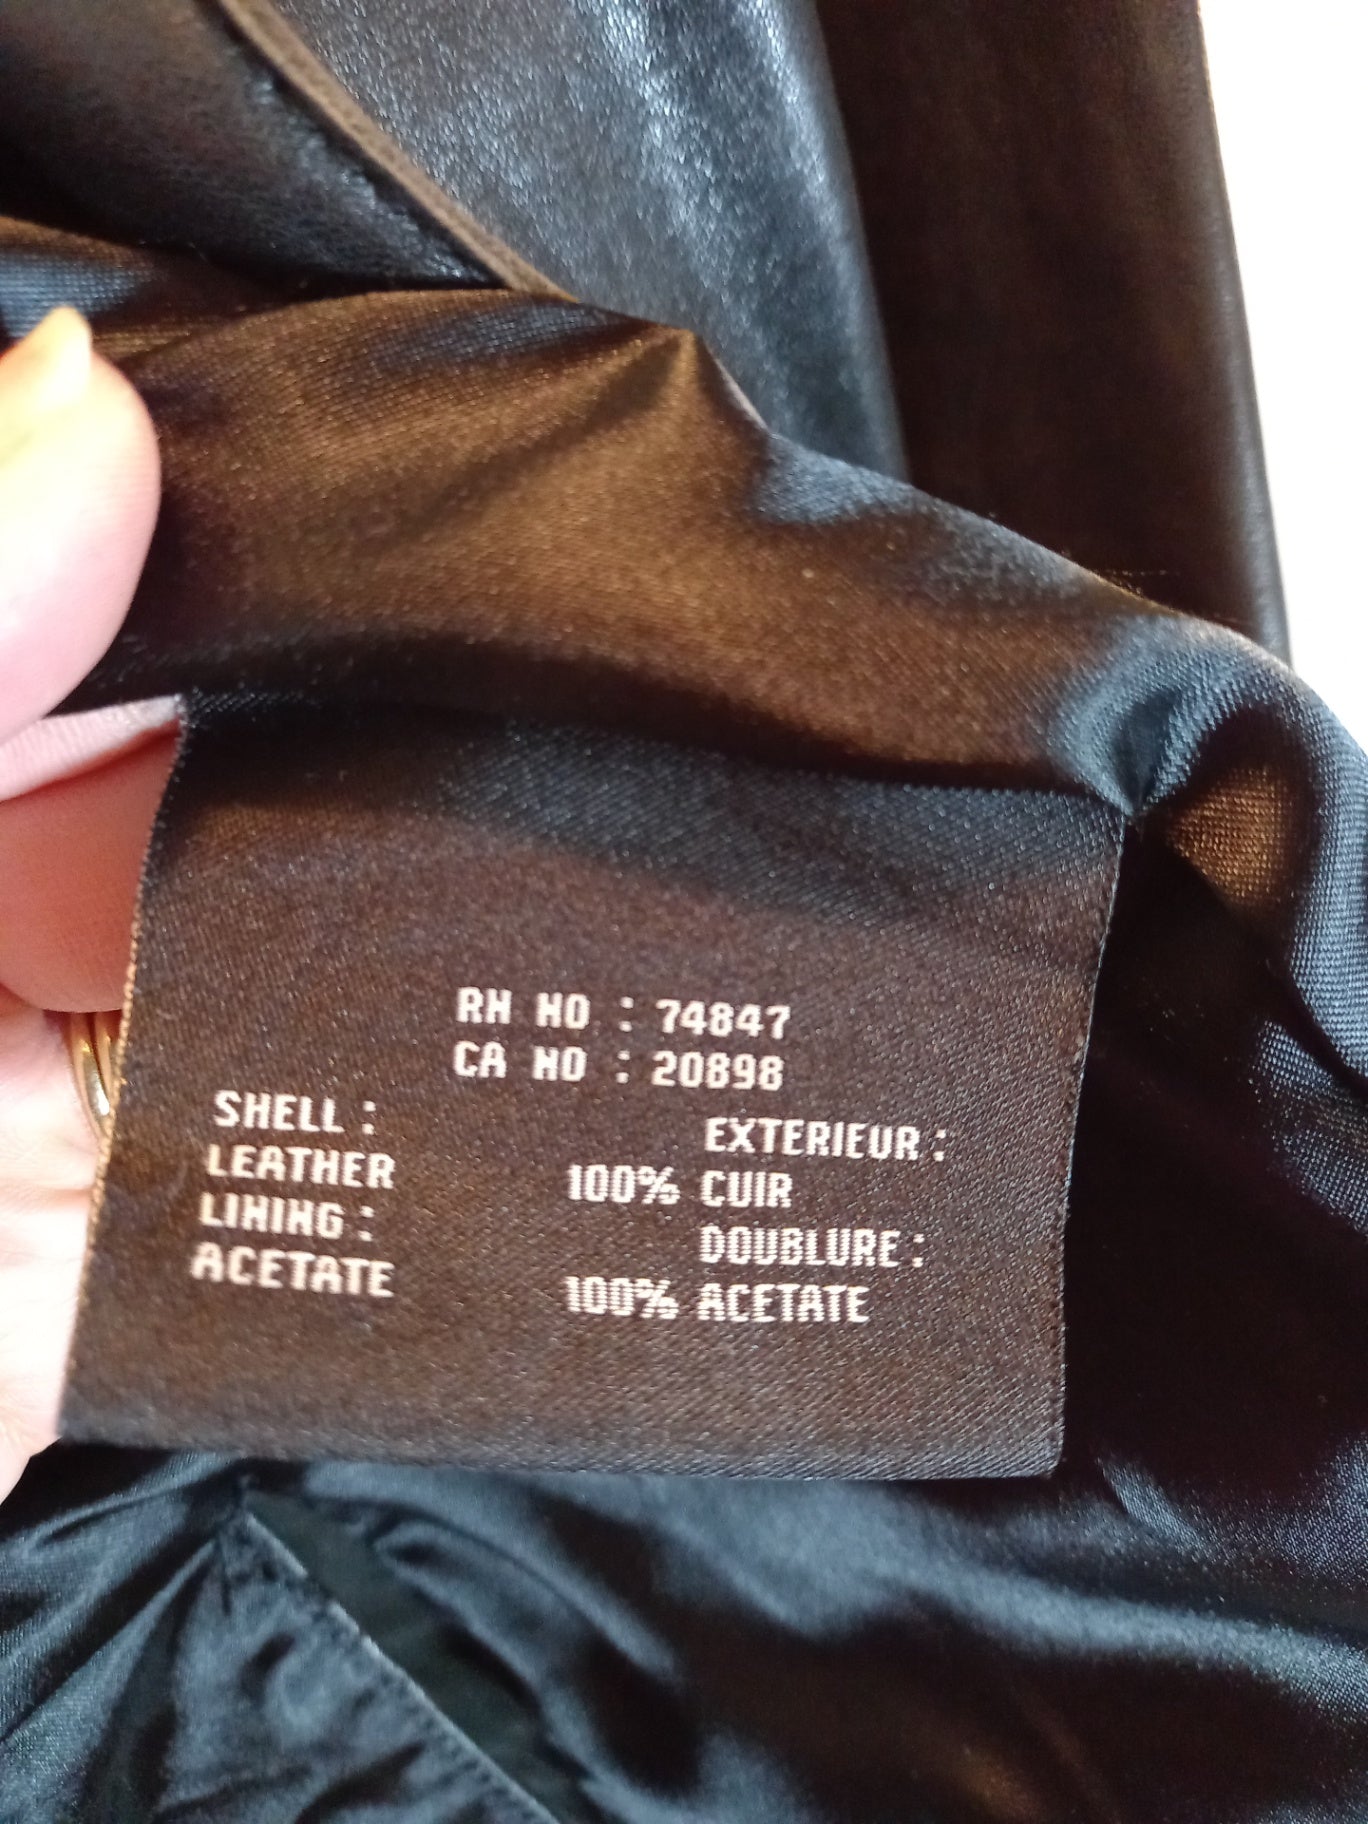 RN NO : 74847
CA NO : 20898
SHELL : EXTERIEUR :
LEATHER 100% CUIR
LINING : DOUBLURE :
ACETATE 100% ACETATE